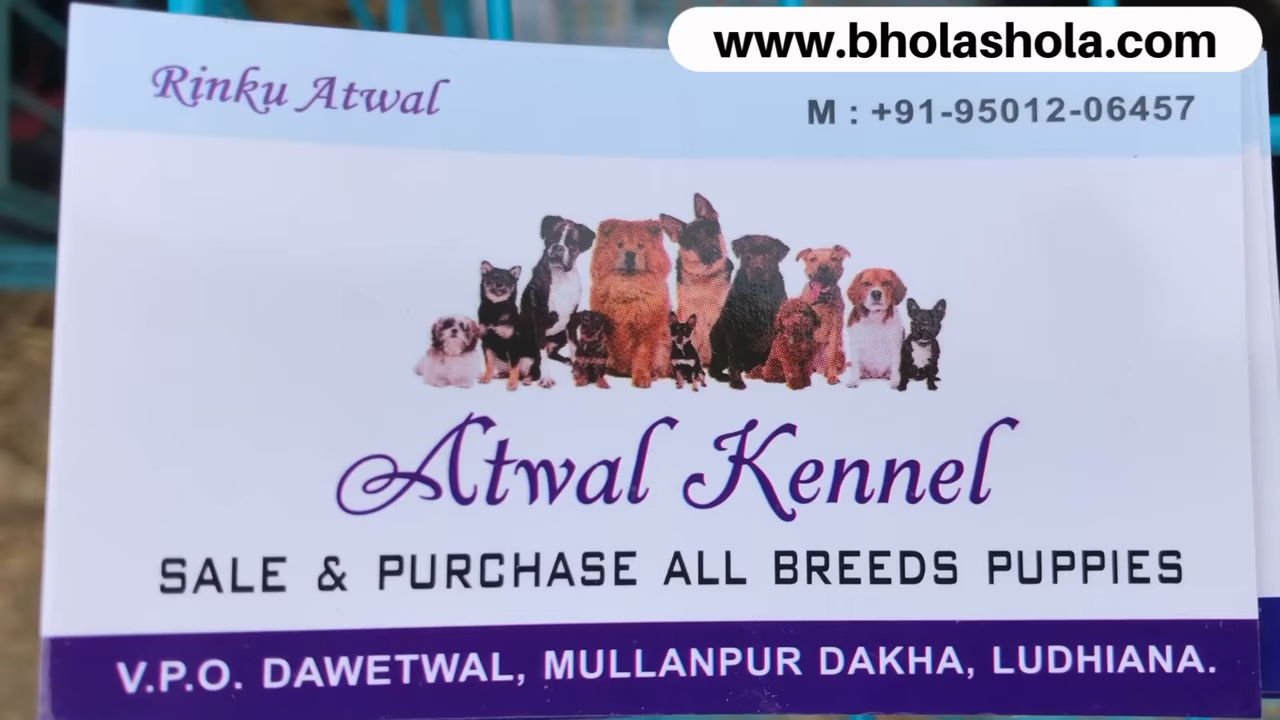 www.bholashola.com
Rinku Atwal
M : +91-95012-06457
Atwal Kennel
SALE & PURCHASE ALL BREEDS PUPPIES
V.P.O. DAWETWAL, MULLANPUR DAKHA, LUDHIANA.